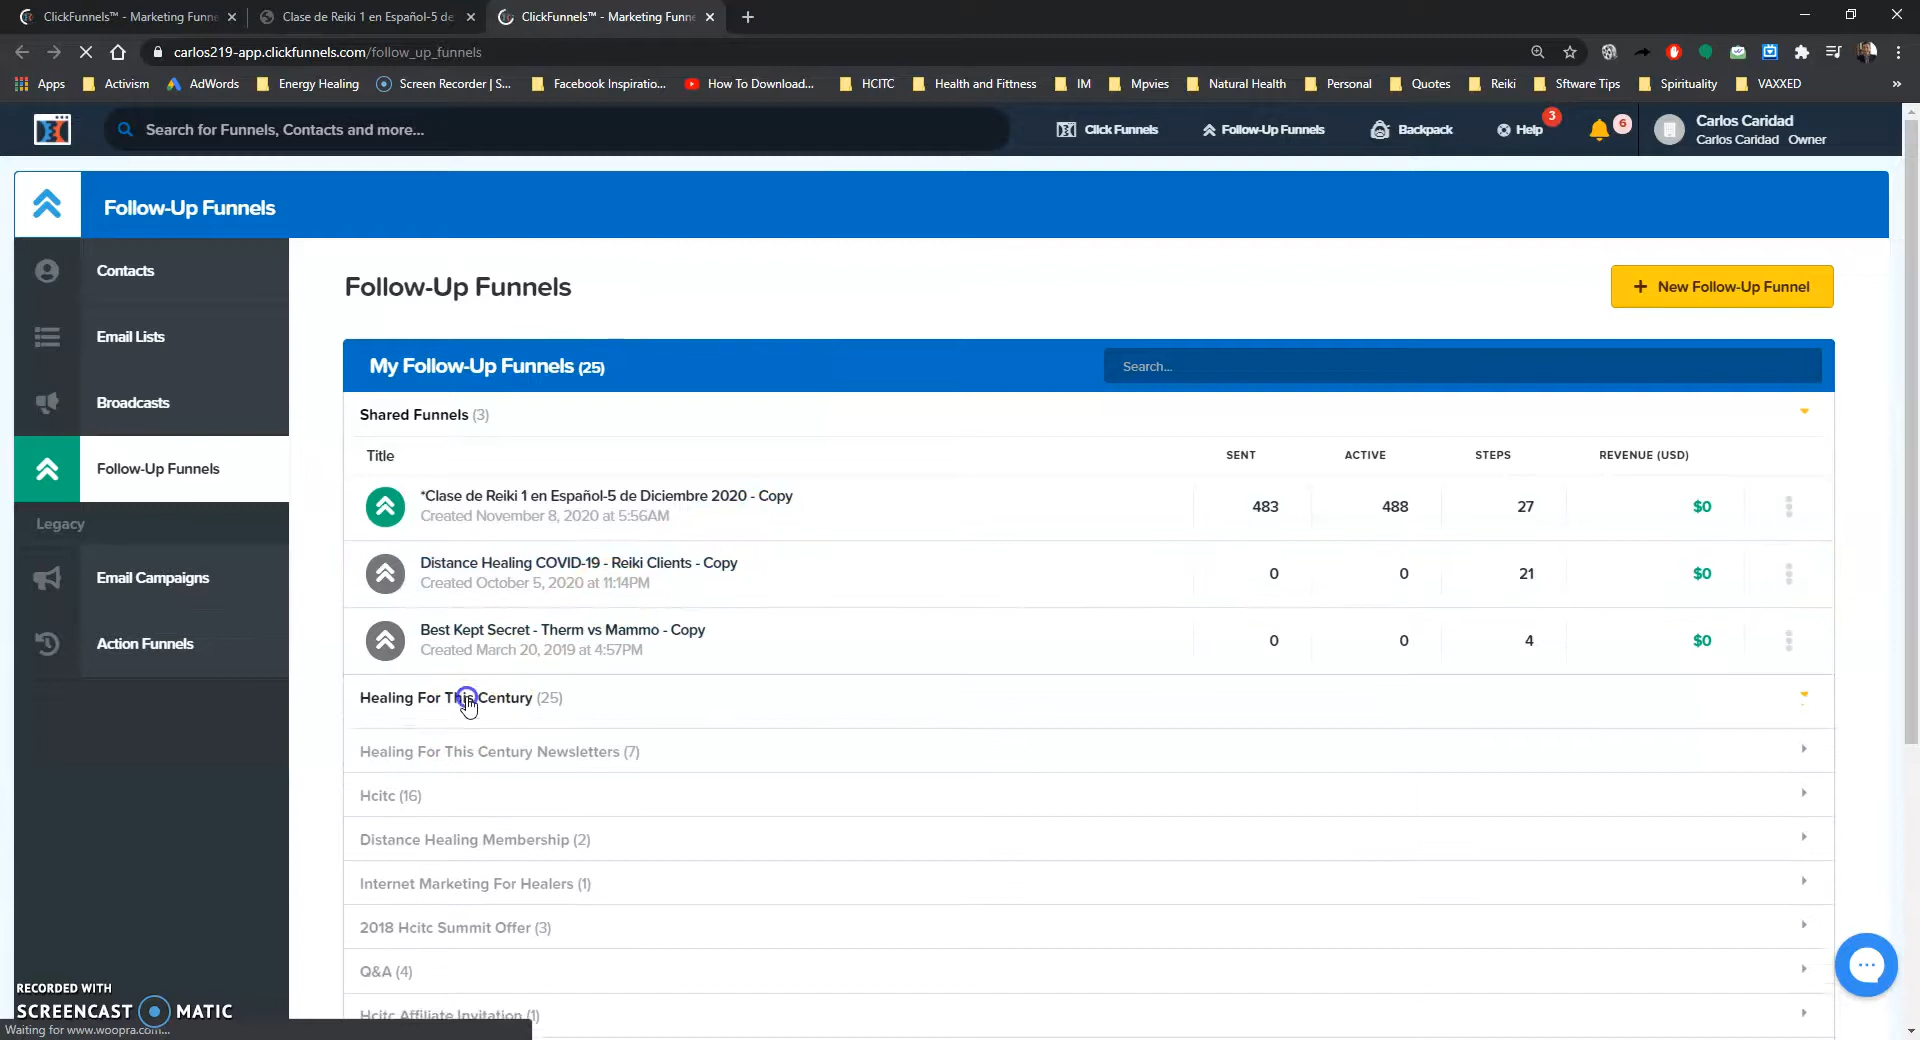 ClickFunnels™ - Marketing Funne
Clase de Reiki 1 en Español-5 de
ClickFunnels™ - Marketing Funne
carlos219-app.clickfunnels.com/follow_up_funnels
Apps
Activism
AdWords
Energy Healing
Screen Recorder | S...
Facebook Inspiratio...
How To Download...
HCITC
Health and Fittness
IM
Mpvies
Natural Health
Personal
Quotes
Reiki
Sftware Tips
Spirituality
VAXXED
»
Search for Funnels, Contacts and more...
Click Funnels
Follow-Up Funnels
Backpack
Help
3
6
Carlos Caridad
Carlos Caridad Owner
Follow-Up Funnels
Contacts
Email Lists
Broadcasts
Follow-Up Funnels
Legacy
Email Campaigns
Action Funnels
Follow-Up Funnels
+ New Follow-Up Funnel
My Follow-Up Funnels (25)
Search...
Shared Funnels (3)
Title SENT ACTIVE STEPS REVENUE (USD)
*Clase de Reiki 1 en Español-5 de Diciembre 2020 - Copy
Created November 8, 2020 at 5:56AM
483 488 27 $0
Distance Healing COVID-19 - Reiki Clients - Copy
Created October 5, 2020 at 11:14PM
0 0 21 $0
Best Kept Secret - Therm vs Mammo - Copy
Created March 20, 2019 at 4:57PM
0 0 4 $0
Healing For This Century (25)
Healing For This Century Newsletters (7)
Hcitc (16)
Distance Healing Membership (2)
Internet Marketing For Healers (1)
2018 Hcitc Summit Offer (3)
Q&A (4)
Hcitc Affiliate Invitation (1)
RECORDED WITH
SCREENCAST MATIC
Waiting for www.woopra.com...